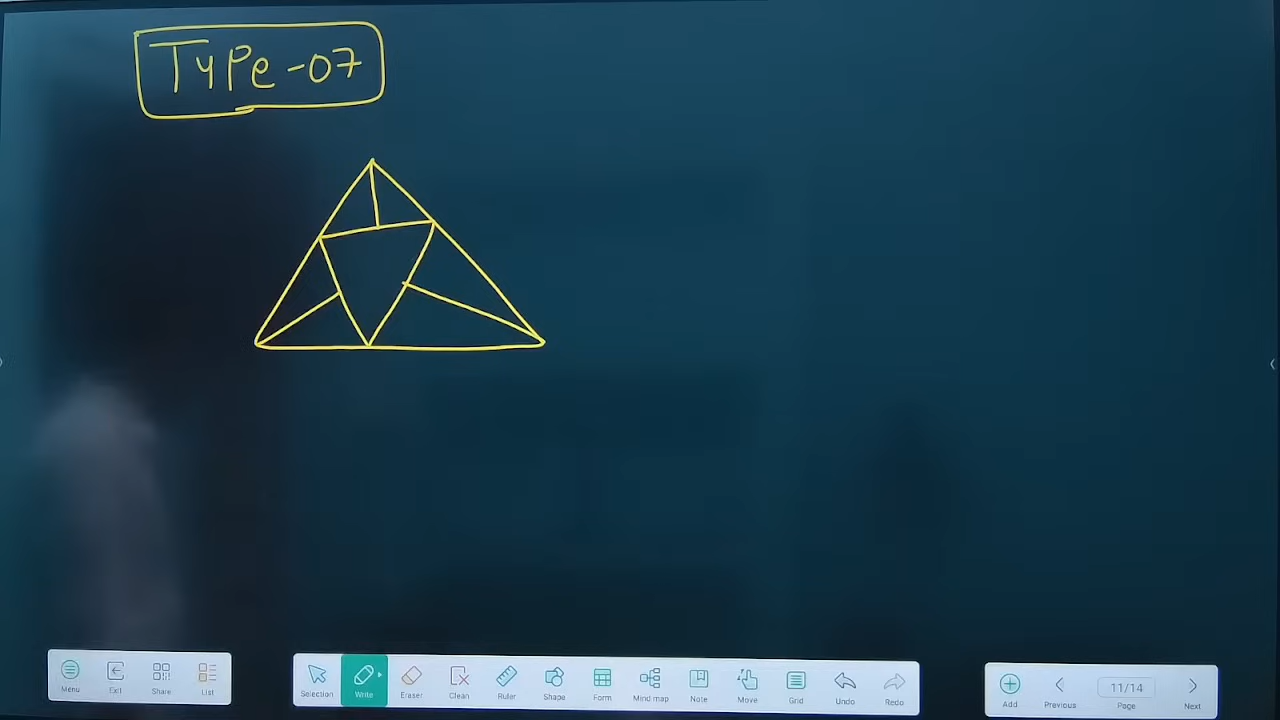 Type-07
Menu
Exit
Share
List
Selection
Write
Eraser
Clean
Ruler
Shape
Form
Mind map
Note
Move
Grid
Undo
Redo
Add
Previous
11/14
Page
Next